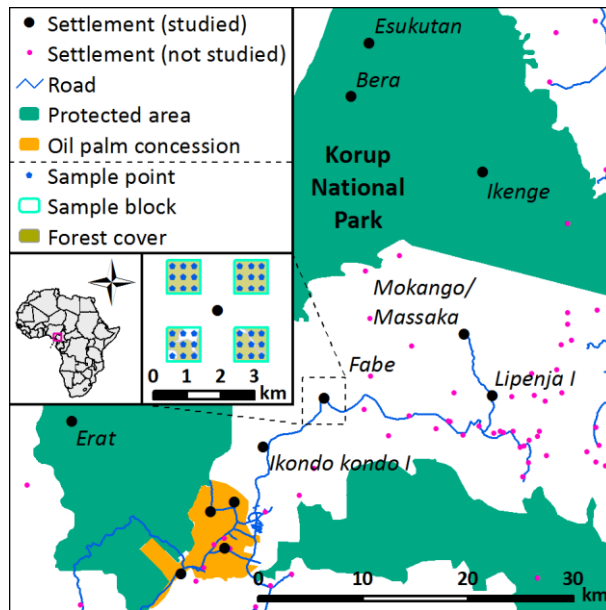 Settlement (studied)
Settlement (not studied)
Road
Protected area
Oil palm concession
Sample point
Sample block
Forest cover
0 1 2 3
km
Esukutan
Bera
Korup
National
Park
Ikenge
Mokango/
Massaka
Fabe
Lipenja I
Erat
Ikondo kondo I
0 10 20 30
km